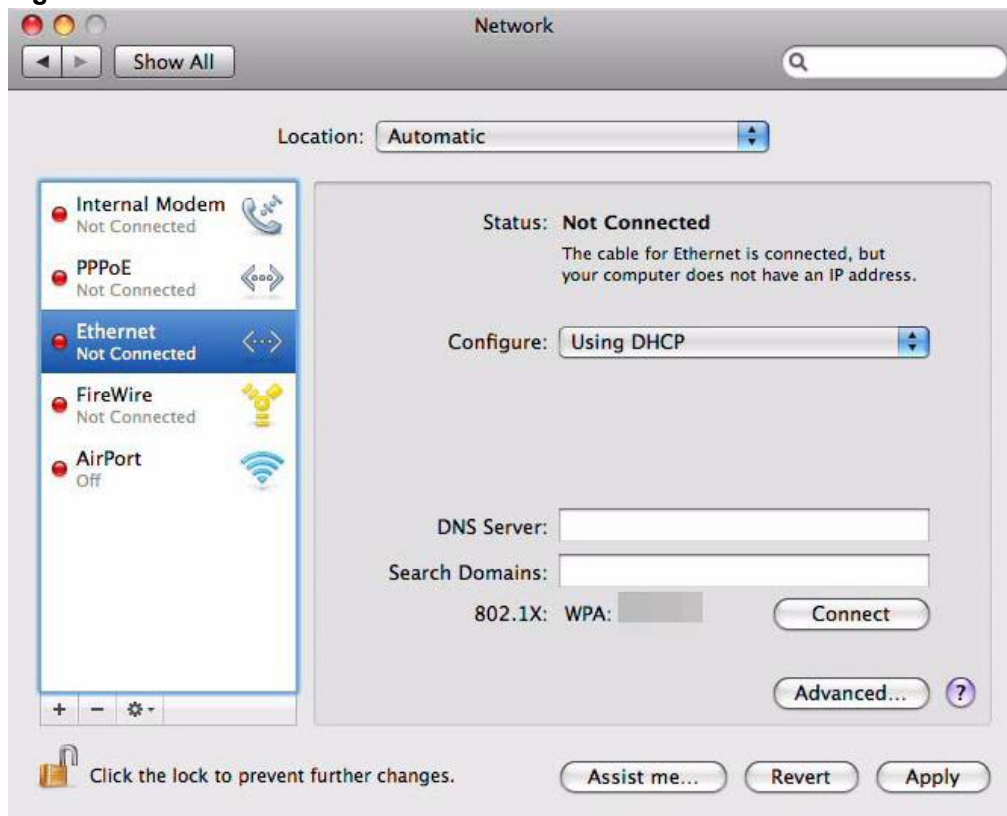 Network
Show All
Location: Automatic
Internal Modem
Not Connected
PPPoE
Not Connected
Ethernet
Not Connected
FireWire
Not Connected
AirPort
Off
Status: Not Connected
The cable for Ethernet is connected, but
your computer does not have an IP address.
Configure: Using DHCP
DNS Server:
Search Domains:
802.1X: WPA:
Connect
Advanced... ?
+ -
Click the lock to prevent further changes.
Assist me... Revert Apply